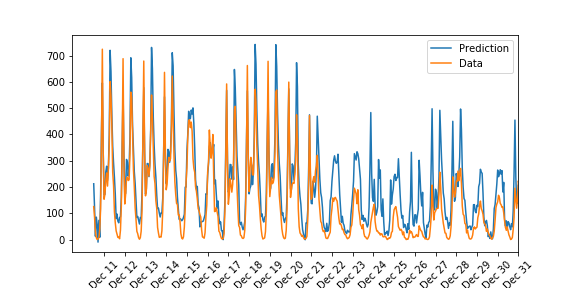 Prediction
Data
700
600
500
400
300
200
100
0
Dec 11
Dec 12
Dec 13
Dec 14
Dec 15
Dec 16
Dec 17
Dec 18
Dec 19
Dec 20
Dec 21
Dec 22
Dec 23
Dec 24
Dec 25
Dec 26
Dec 27
Dec 28
Dec 29
Dec 30
Dec 31